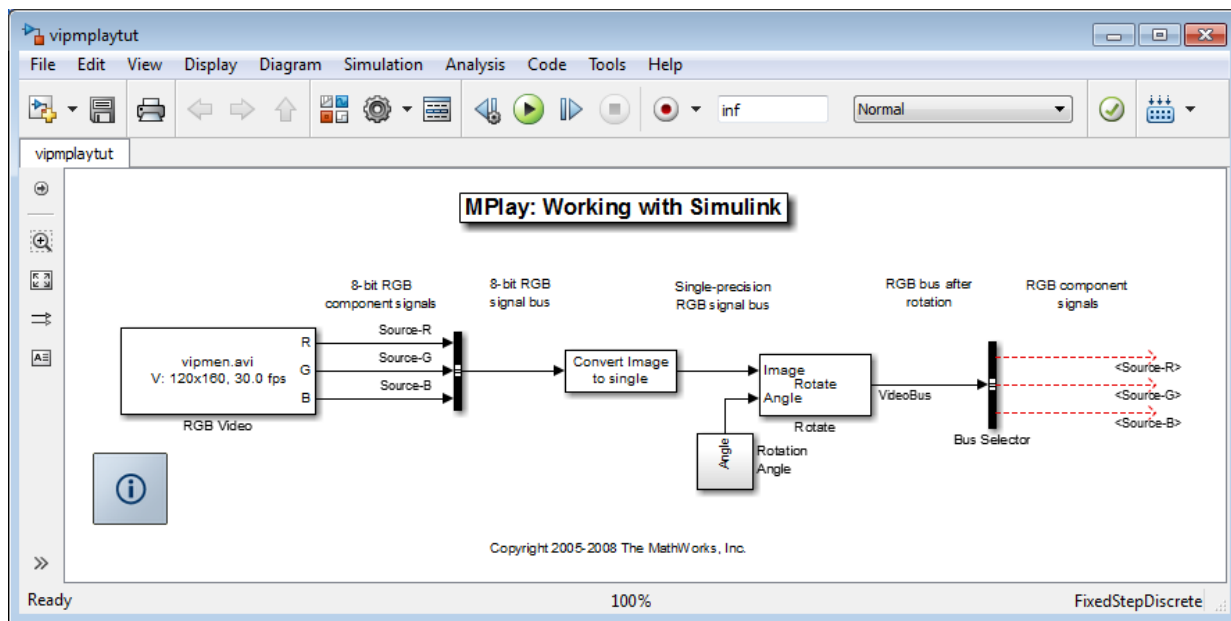 vipmplaytut
File Edit View Display Diagram Simulation Analysis Code Tools Help
inf
Normal
vipmplaytut
MPlay: Working with Simulink
8-bit RGB
component signals
8-bit RGB
signal bus
Single-precision
RGB signal bus
RGB bus after
rotation
RGB component
signals
vipmen.avi
V: 120x160, 30.0 fps
R
G
B
RGB Video
Source-R
Source-G
Source-B
Convert Image
to single
Image
Rotate
Angle
Rotate
Angle
Rotation
Angle
VideoBus
Bus Selector
<Source-R>
<Source-G>
<Source-B>
Copyright 2005-2008 The MathWorks, Inc.
Ready 100% FixedStepDiscrete